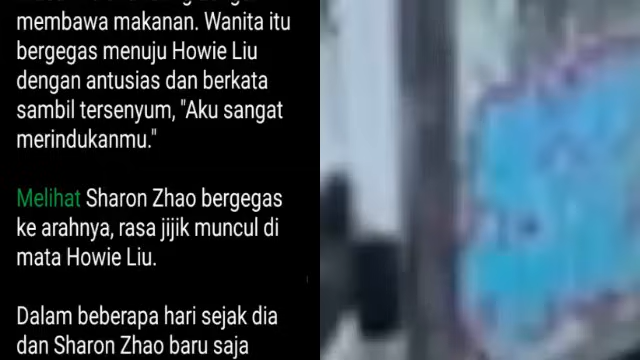 membawa makanan. Wanita itu
bergegas menuju Howie Liu
dengan antusias dan berkata
sambil tersenyum, "Aku sangat
merindukanmu."
Melihat Sharon Zhao bergegas
ke arahnya, rasa jijik muncul di
mata Howie Liu.
Dalam beberapa hari sejak dia
dan Sharon Zhao baru saja